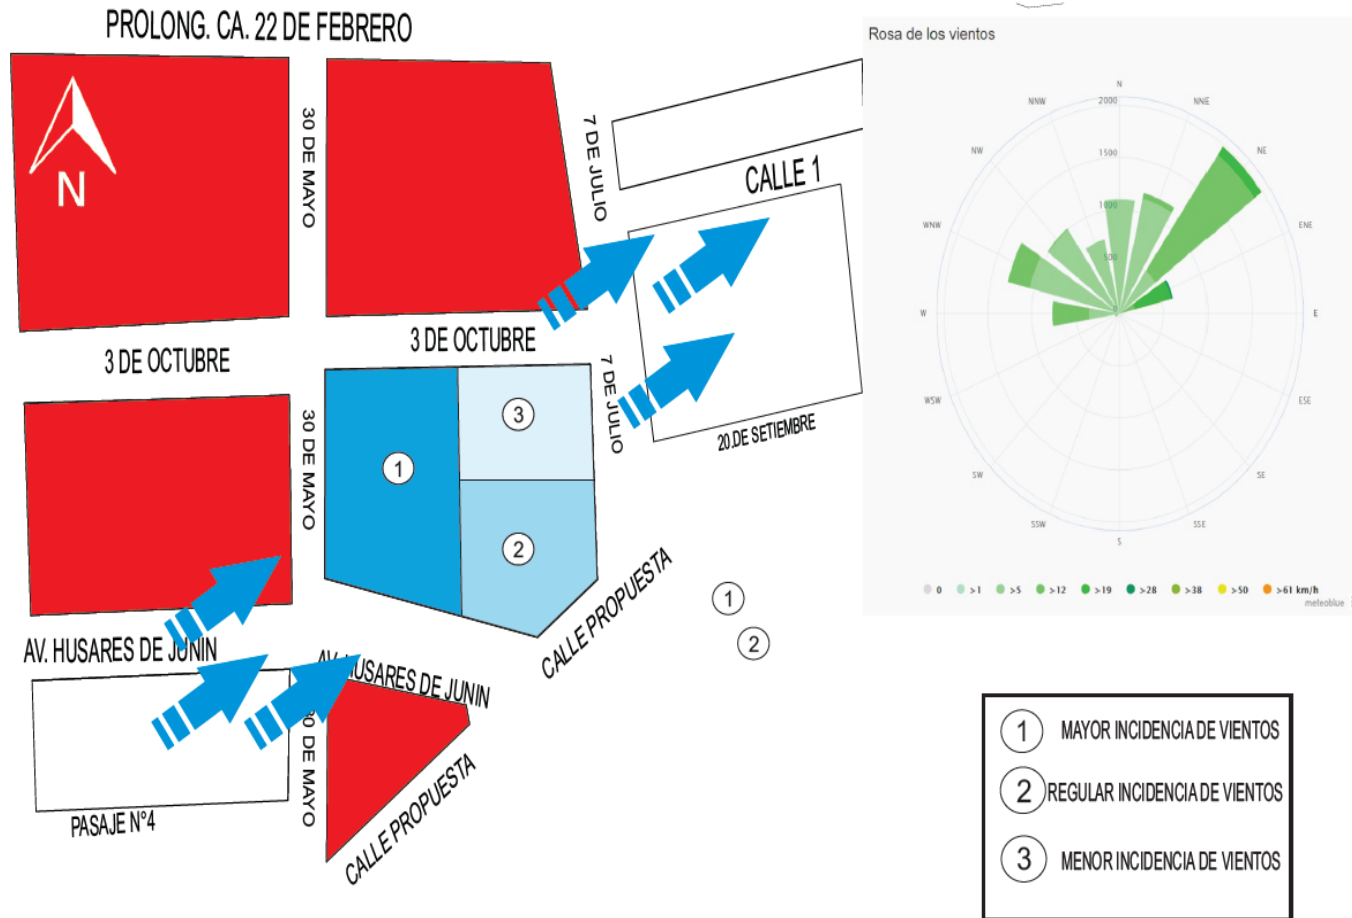 PROLONG. CA. 22 DE FEBRERO
N
30 DE MAYO
7 DE JULIO
CALLE 1
3 DE OCTUBRE
3 DE OCTUBRE
30 DE MAYO
7 DE JULIO
20.DE SETIEMBRE
1
3
2
CALLE PROPUESTA
1
2
AV. HUSARES DE JUNIN
AV. HUSARES DE JUNIN
30 DE MAYO
PASAJE N°4
CALLE PROPUESTA
Rosa de los vientos
N
NNW
2000
NNE
NW
1500
NE
1000
WNW
ENE
500
0
W
E
WSW
ESE
SW
SE
SSW
SSE
S
0 >1 >5 >12 >19 >28 >38 >50 >61 km/h
meteoblue
1 MAYOR INCIDENCIA DE VIENTOS
2 REGULAR INCIDENCIA DE VIENTOS
3 MENOR INCIDENCIA DE VIENTOS